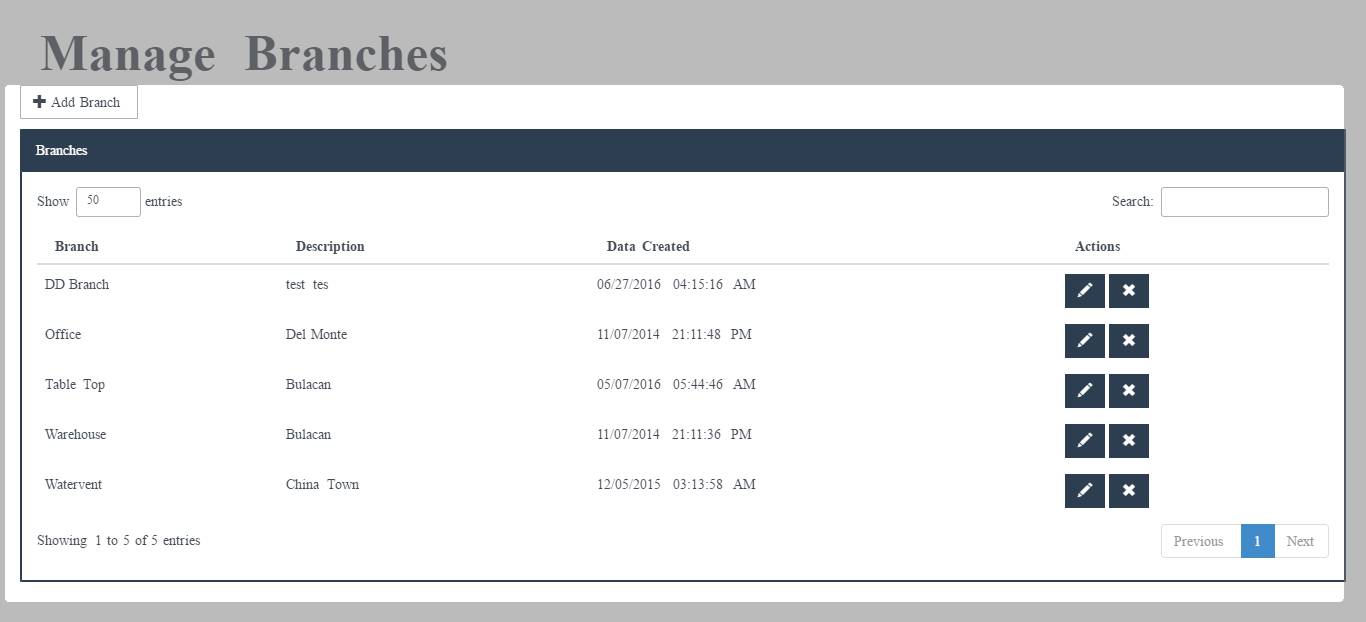 Manage Branches
Add Branch
Branches
Show 50 entries Search:
Branch Description Data Created Actions
DD Branch test tes 06/27/2016 04:15:16 AM
Office Del Monte 11/07/2014 21:11:48 PM
Table Top Bulacan 05/07/2016 05:44:46 AM
Warehouse Bulacan 11/07/2014 21:11:36 PM
Watervent China Town 12/05/2015 03:13:58 AM
Showing 1 to 5 of 5 entries Previous 1 Next